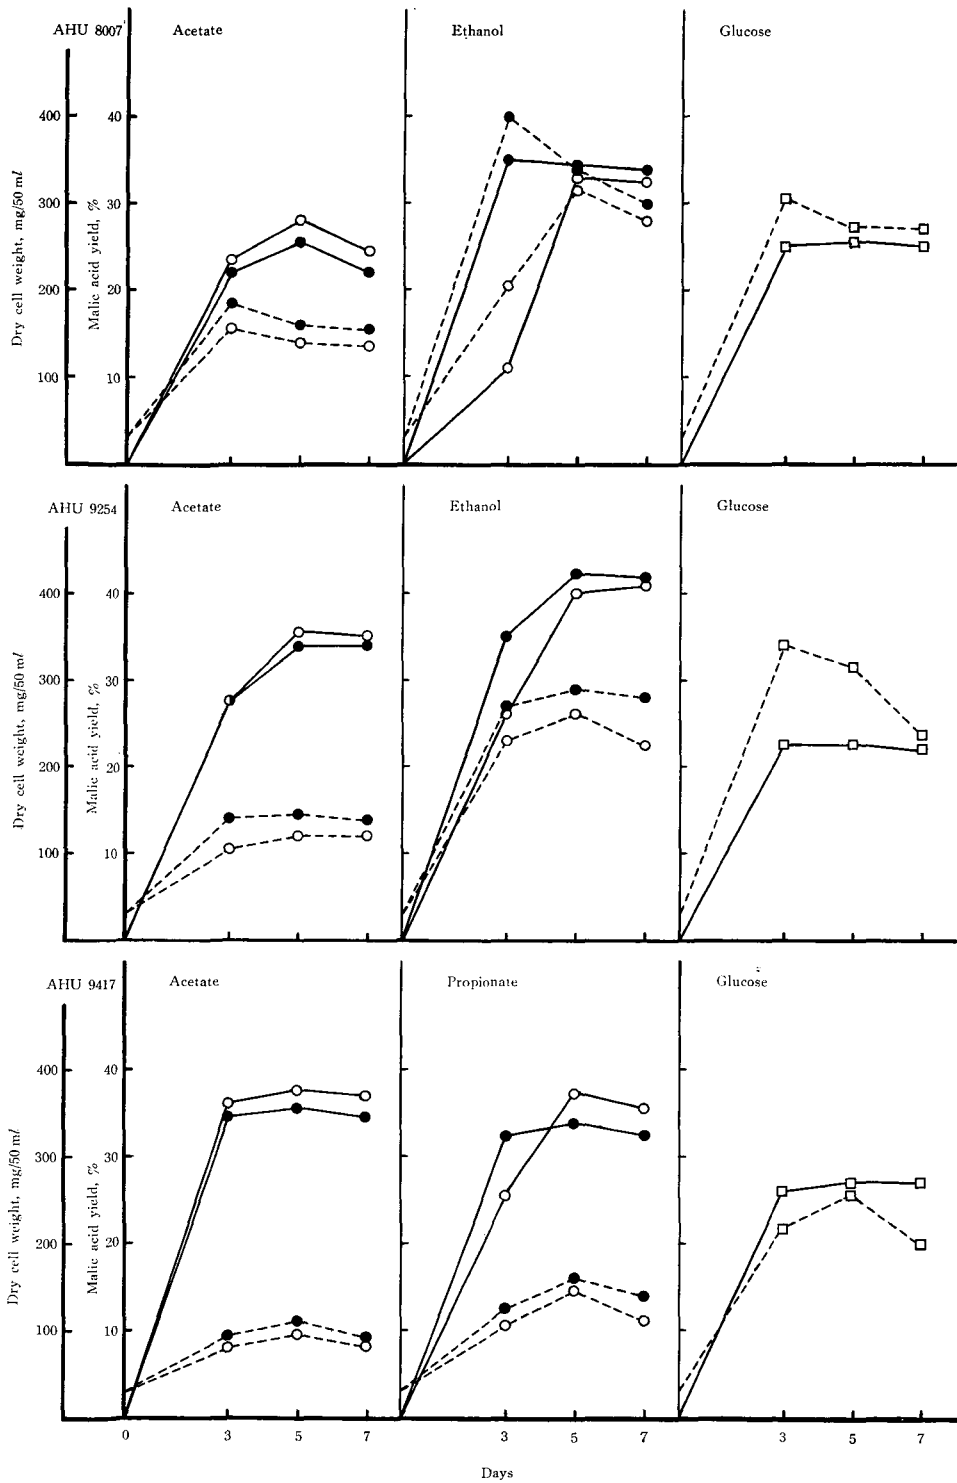 AHU 8007 Acetate Ethanol Glucose
Dry cell weight, mg/50 ml
400
300
200
100
Malic acid yield, %
40
30
20
10
AHU 9254 Acetate Ethanol Glucose
Dry cell weight, mg/50 ml
400
300
200
100
Malic acid yield, %
40
30
20
10
AHU 9417 Acetate Propionate Glucose
Dry cell weight, mg/50 ml
400
300
200
100
Malic acid yield, %
40
30
20
10
0 3 5 7 3 5 7 3 5 7
Days